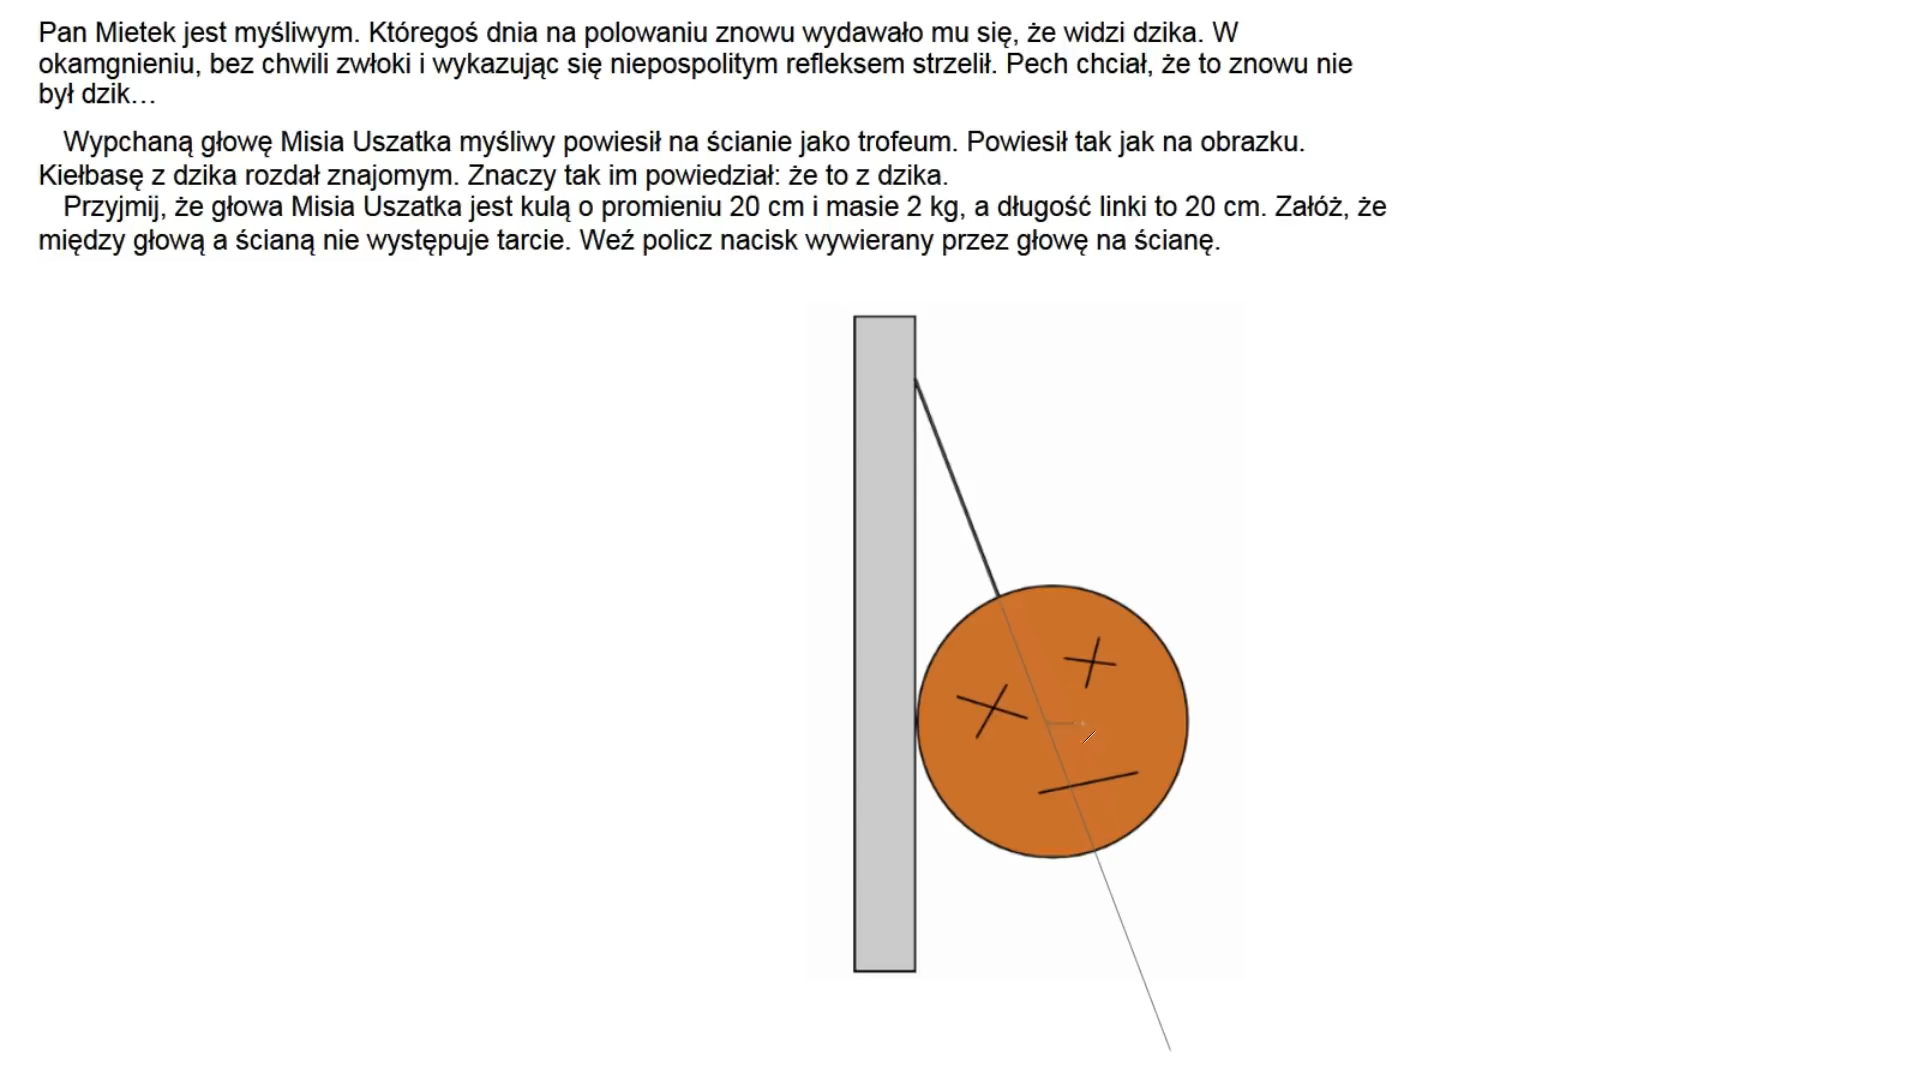 Pan Mietek jest myśliwym. Któregoś dnia na polowaniu znowu wydawało mu się, że widzi dzika. W
okamgnieniu, bez chwili zwłoki i wykazując się niepospolitym refleksem strzelił. Pech chciał, że to znowu nie
był dzik…
Wypchaną głowę Misia Uszatka myśliwy powiesił na ścianie jako trofeum. Powiesił tak jak na obrazku.
Kiełbasę z dzika rozdał znajomym. Znaczy tak im powiedział: że to z dzika.
Przyjmij, że głowa Misia Uszatka jest kulą o promieniu 20 cm i masie 2 kg, a długość linki to 20 cm. Załóż, że
między głową a ścianą nie występuje tarcie. Weź policz nacisk wywierany przez głowę na ścianę.